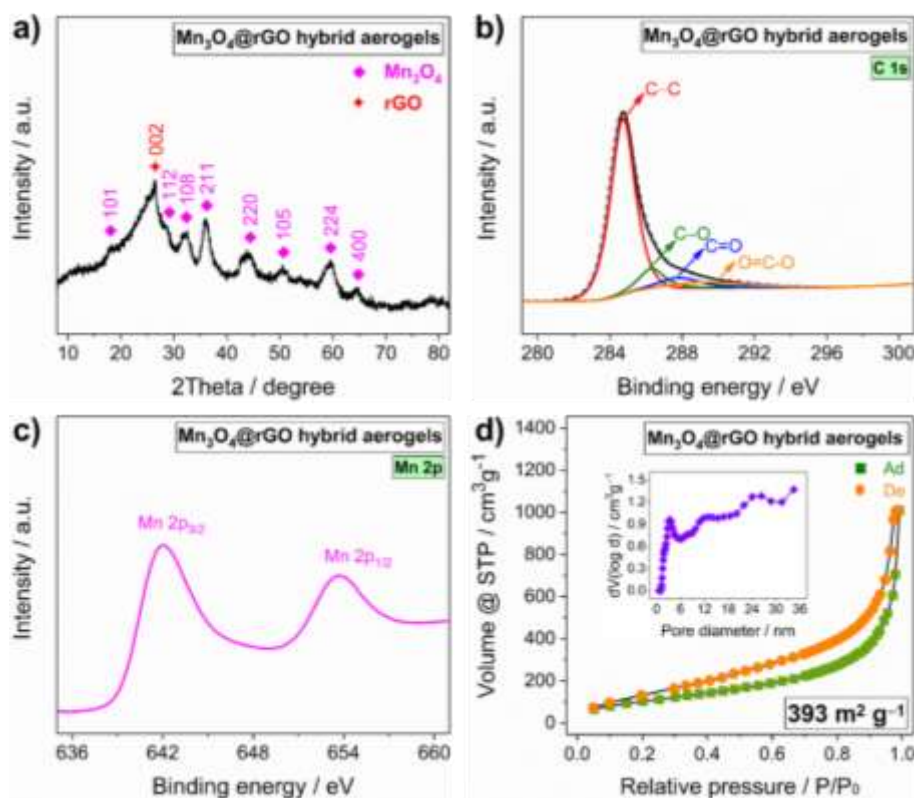 a)
Mn₃O₄@rGO hybrid aerogels
Mn₃O₄
rGO
002
101
112
108
211
220
105
224
400
Intensity / a.u.
10 20 30 40 50 60 70 80
2Theta / degree
b)
Mn₃O₄@rGO hybrid aerogels
C 1s
C-C
C-O
C=O
O=C-O
Intensity / a.u.
280 284 288 292 296 300
Binding energy / eV
c)
Mn₃O₄@rGO hybrid aerogels
Mn 2p
Mn 2p₃/₂
Mn 2p₁/₂
Intensity / a.u.
636 642 648 654 660
Binding energy / eV
d)
Mn₃O₄@rGO hybrid aerogels
Ad
De
1400
1200
1000
800
600
400
200
0
Volume @ STP / cm³g⁻¹
1.5
1.2
0.9
0.6
0.3
0.0
dV(log d) / cm³g⁻¹
0 6 12 18 24 30 36
Pore diameter / nm
393 m² g⁻¹
0.0 0.2 0.4 0.6 0.8 1.0
Relative pressure / P/P₀